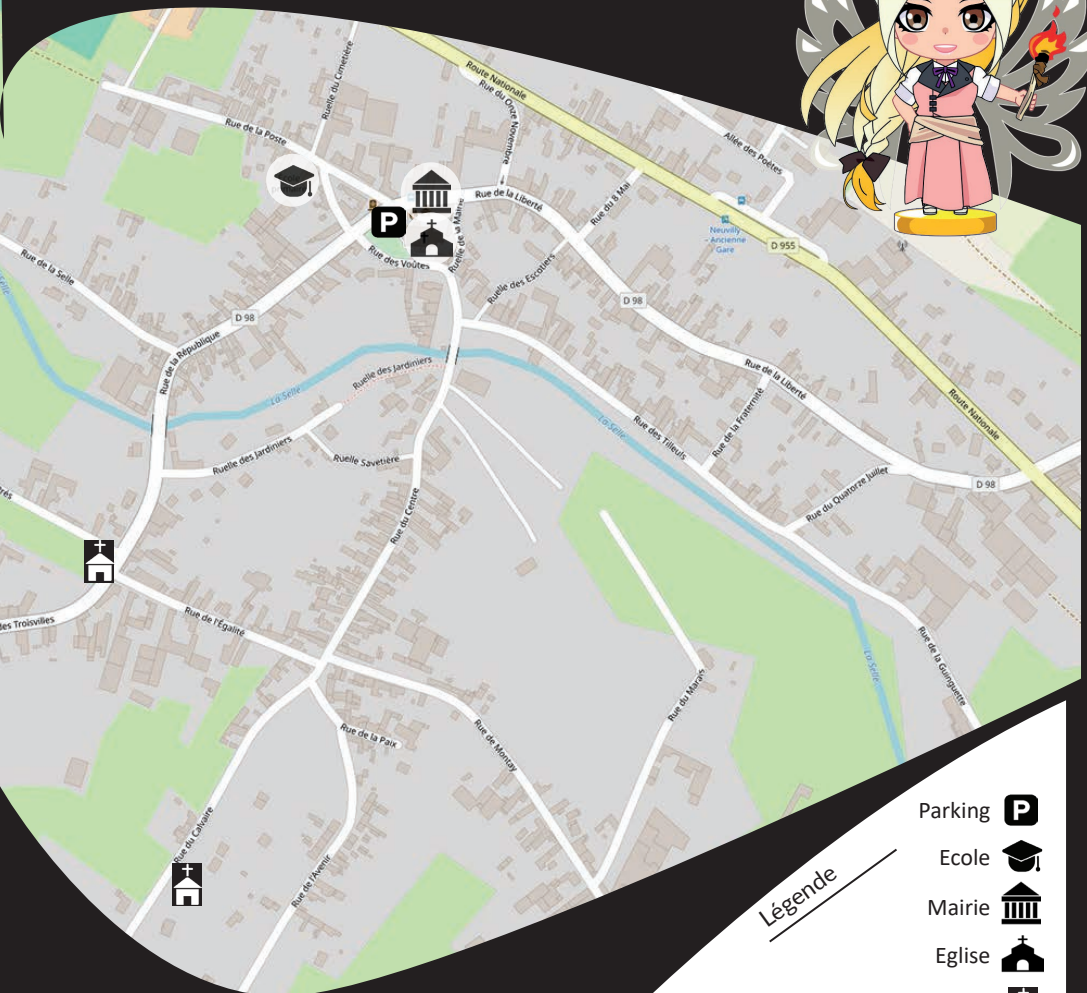 Route Nationale
Rue du Onze Novembre
Ruelle du Cimetière
Rue de la Poste
Allée des Poètes
Rue de la Liberté
Rue du 8 Mai
Ruelle de la Mairie
P
Neuvilly
- Ancienne
Gare
D 955
Rue des Voûtes
Rue de la Selle
Ruelle des Escotiers
D 98
D 98
Rue de la République
Ruelle des Jardiniers
La Selle
Rue de la Liberté
Route Nationale
Rue de la Fraternité
Rue des Tilleuls
La Selle
Ruelle des Jardiniers
Ruelle Savetière
Rue du Quatorze Juillet
D 98
Rue du Centre
des Troisvilles
Rue de l'Égalité
Rue de la Guinguette
La Selle
Rue du Marais
Rue de la Paix
Rue de Montay
Rue du Calvaire
Rue de l'Avenir
Légende
Parking P
Ecole
Mairie
Eglise